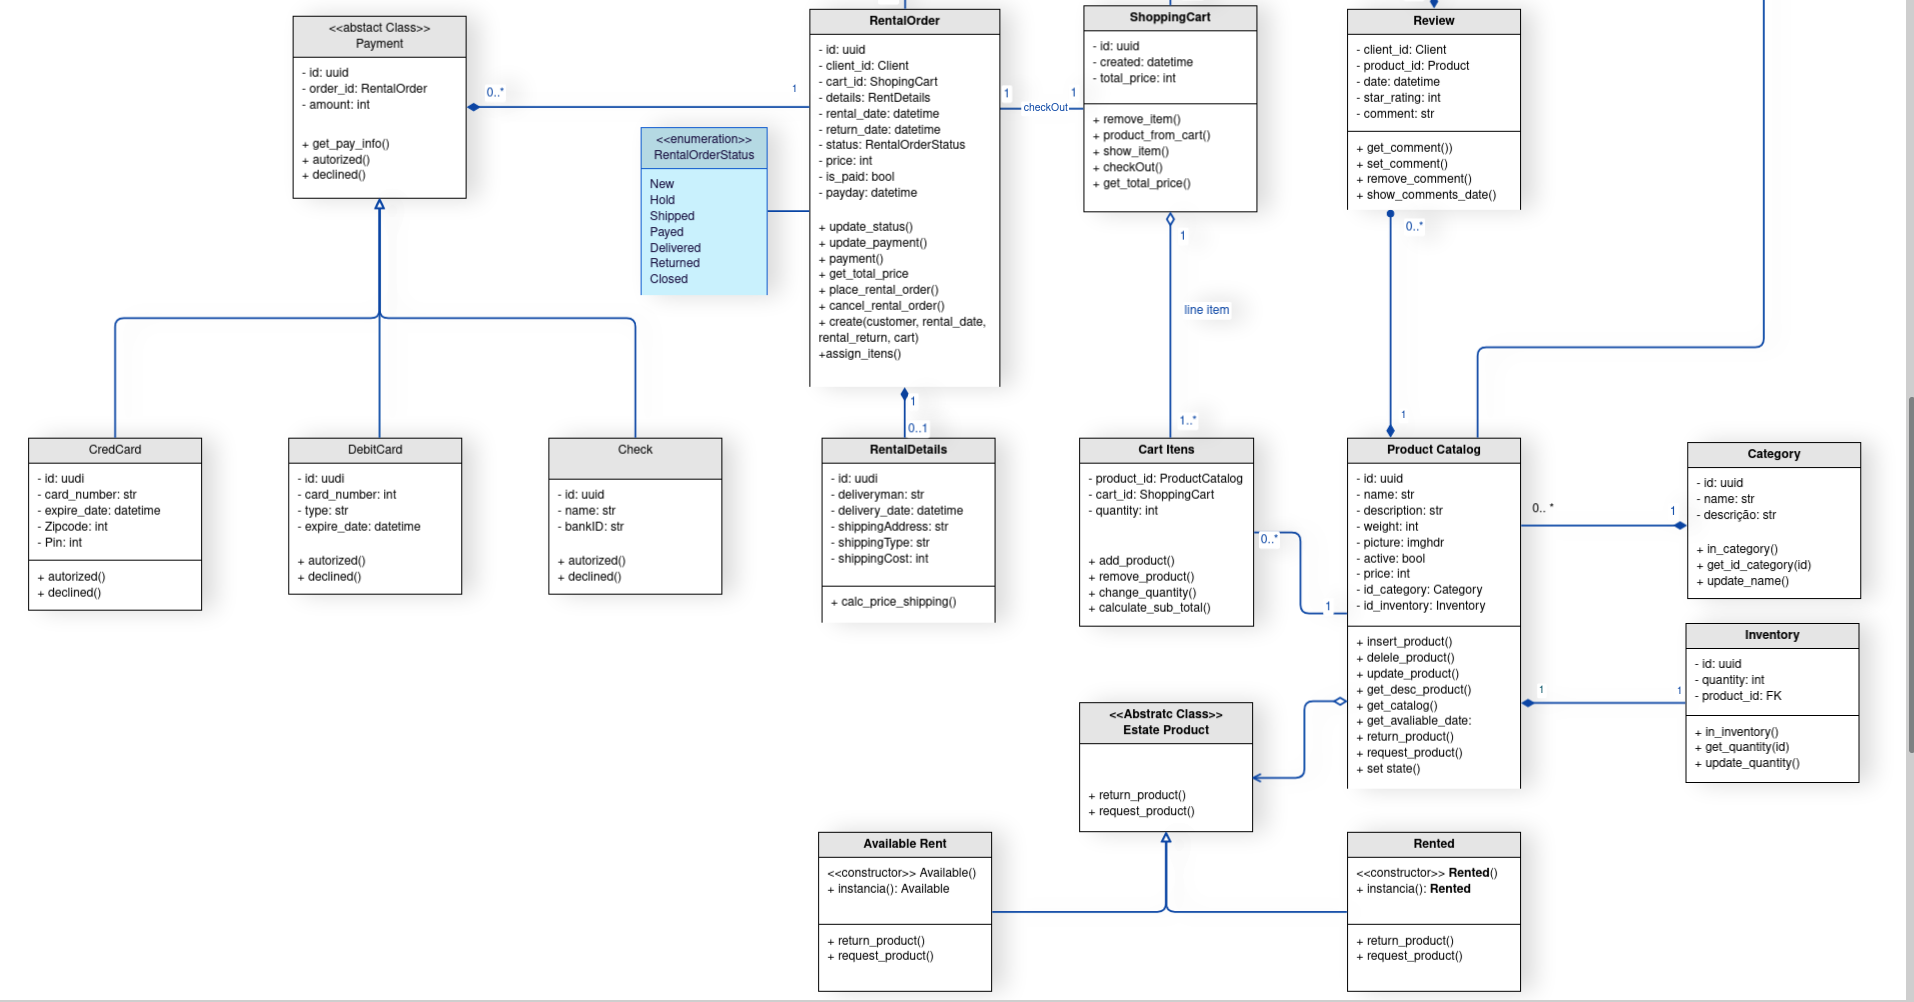 <<abstact Class>>
Payment
- id: uuid
- order_id: RentalOrder
- amount: int
+ get_pay_info()
+ autorized()
+ declined()
0..*
1
<<enumeration>>
RentalOrderStatus
New
Hold
Shipped
Payed
Delivered
Returned
Closed
RentalOrder
- id: uuid
- client_id: Client
- cart_id: ShopingCart
- details: RentDetails
- rental_date: datetime
- return_date: datetime
- status: RentalOrderStatus
- price: int
- is_paid: bool
- payday: datetime
+ update_status()
+ update_payment()
+ payment()
+ get_total_price
+ place_rental_order()
+ cancel_rental_order()
+ create(customer, rental_date,
rental_return, cart)
+assign_itens()
1
checkOut
1
ShoppingCart
- id: uuid
- created: datetime
- total_price: int
+ remove_item()
+ product_from_cart()
+ show_item()
+ checkOut()
+ get_total_price()
1
line item
1..*
Review
- client_id: Client
- product_id: Product
- date: datetime
- star_rating: int
- comment: str
+ get_comment())
+ set_comment()
+ remove_comment()
+ show_comments_date()
0..*
1
1
0..1
CredCard
- id: uudi
- card_number: str
- expire_date: datetime
- Zipcode: int
- Pin: int
+ autorized()
+ declined()
DebitCard
- id: uudi
- card_number: int
- type: str
- expire_date: datetime
+ autorized()
+ declined()
Check
- id: uuid
- name: str
- bankID: str
+ autorized()
+ declined()
RentalDetails
- id: uudi
- deliveryman: str
- delivery_date: datetime
- shippingAddress: str
- shippingType: str
- shippingCost: int
+ calc_price_shipping()
Cart Itens
- product_id: ProductCatalog
- cart_id: ShoppingCart
- quantity: int
+ add_product()
+ remove_product()
+ change_quantity()
+ calculate_sub_total()
0..*
1
Product Catalog
- id: uuid
- name: str
- description: str
- weight: int
- picture: imghdr
- active: bool
- price: int
- id_category: Category
- id_inventory: Inventory
+ insert_product()
+ delele_product()
+ update_product()
+ get_desc_product()
+ get_catalog()
+ get_avaliable_date:
+ return_product()
+ request_product()
+ set state()
0.. *
1
Category
- id: uuid
- name: str
- descrição: str
+ in_category()
+ get_id_category(id)
+ update_name()
1
1
Inventory
- id: uuid
- quantity: int
- product_id: FK
+ in_inventory()
+ get_quantity(id)
+ update_quantity()
<<Abstratc Class>>
Estate Product
+ return_product()
+ request_product()
Available Rent
<<constructor>> Available()
+ instancia(): Available
+ return_product()
+ request_product()
Rented
<<constructor>> Rented()
+ instancia(): Rented
+ return_product()
+ request_product()